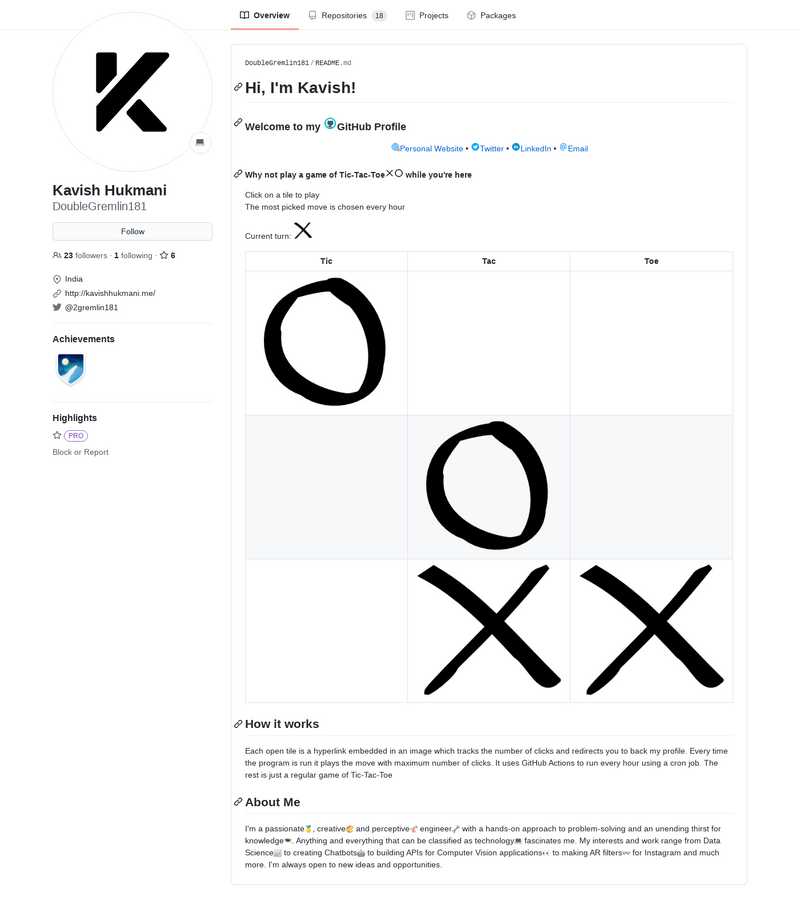 Overview
Repositories 18
Projects
Packages
Kavish Hukmani
DoubleGremlin181
Follow
23 followers · 1 following · 6
India
http://kavishhukmani.me/
@2gremlin181
Achievements
Highlights
PRO
Block or Report
DoubleGremlin181 / README.md
Hi, I'm Kavish!
Welcome to my GitHub Profile
Personal Website • Twitter • LinkedIn • Email
Why not play a game of Tic-Tac-Toe while you're here
Click on a tile to play
The most picked move is chosen every hour
Current turn:
Tic Tac Toe
How it works
Each open tile is a hyperlink embedded in an image which tracks the number of clicks and redirects you to back my profile. Every time
the program is run it plays the move with maximum number of clicks. It uses GitHub Actions to run every hour using a cron job. The
rest is just a regular game of Tic-Tac-Toe
About Me
I'm a passionate, creative and perceptive engineer with a hands-on approach to problem-solving and an unending thirst for
knowledge. Anything and everything that can be classified as technology fascinates me. My interests and work range from Data
Science to creating Chatbots to building APIs for Computer Vision applications to making AR filters for Instagram and much
more. I'm always open to new ideas and opportunities.